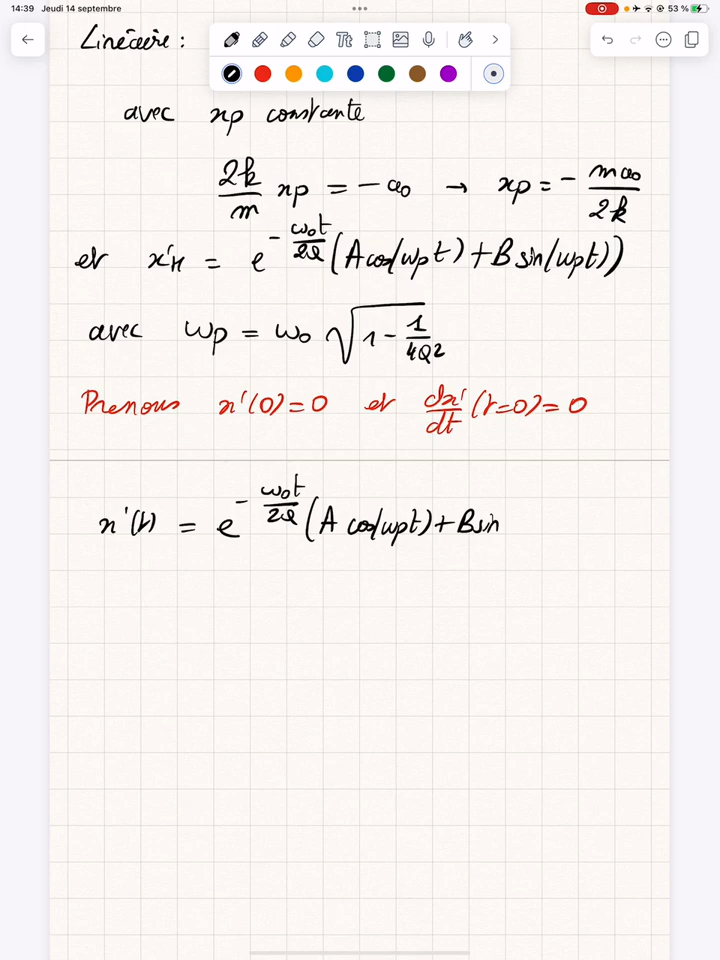 14:39 Jeudi 14 septembre 53 %
Linéaire :
Tt
avec xp constante
2k/m xp = - a₀ → xp = - ma₀/2k
et x'H = e^(-ω₀t/2Q) (A cos(ωpt) + B sin(ωpt))
avec ωp = ω₀ √(1 - 1/4Q²)
Prenons x'(0) = 0 et dx'/dt (t=0) = 0
x'(t) = e^(-ω₀t/2Q) (A cos(ωpt) + B sin